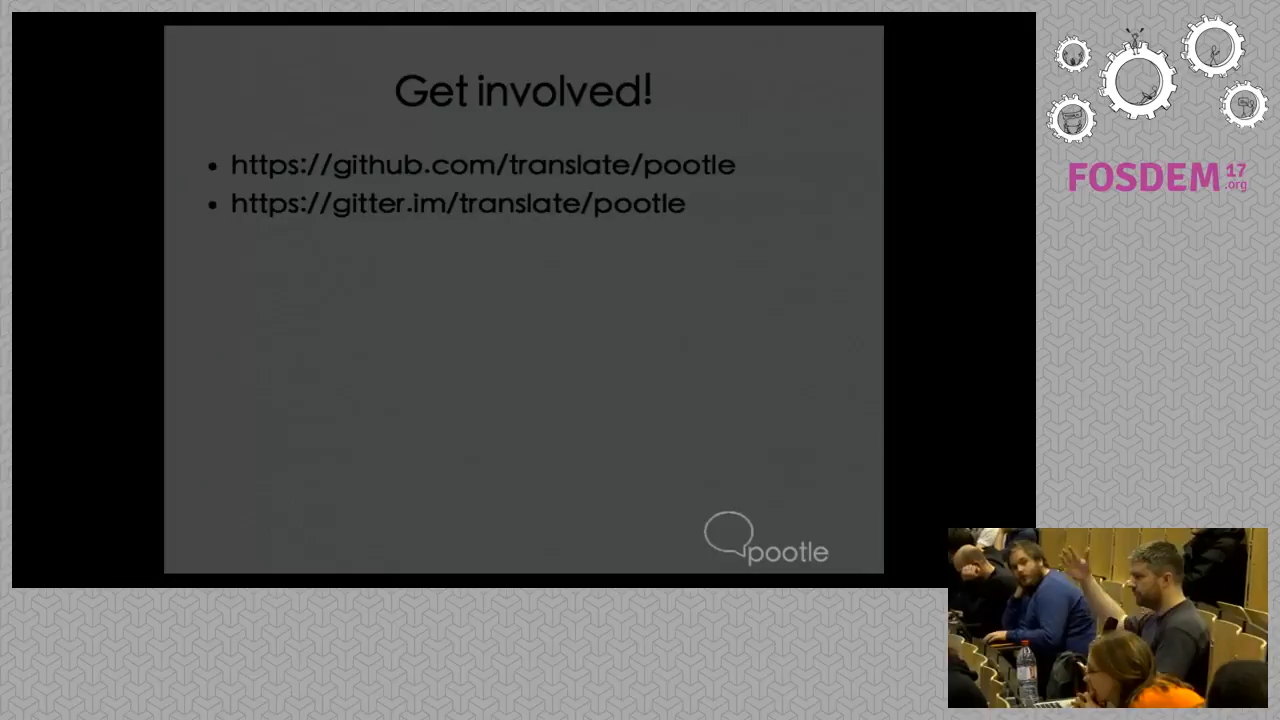 Get involved!
• https://github.com/translate/pootle
• https://gitter.im/translate/pootle
pootle
FOSDEM 17
.org